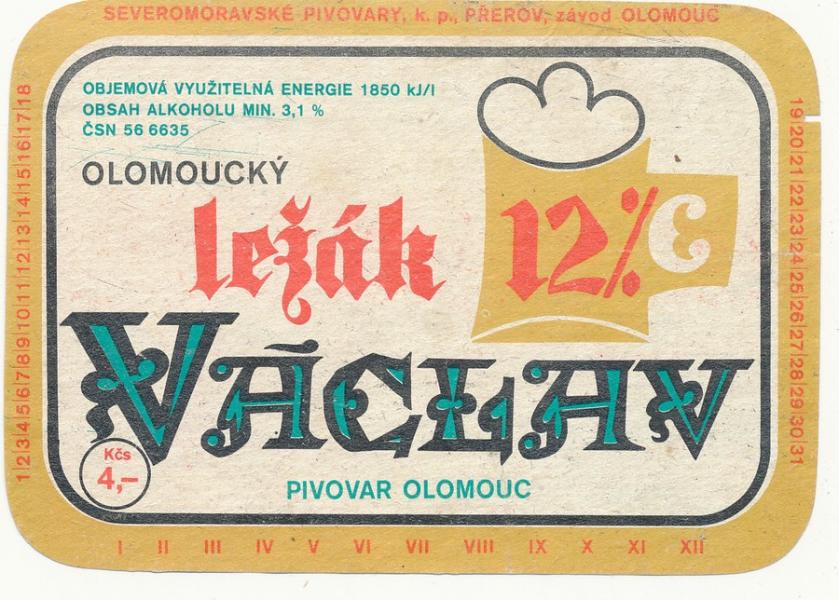 SEVEROMORAVSKÉ PIVOVARY, k. p., PŘEROV, závod OLOMOUC
OBJEMOVÁ VYUŽITELNÁ ENERGIE 1850 kJ/l
OBSAH ALKOHOLU MIN. 3,1 %
ČSN 56 6635
OLOMOUCKÝ
ležák 12%
VÁCLAV
Kčs
4,–
PIVOVAR OLOMOUC
1|2|3|4|5|6|7|8|9|10|11|12|13|14|15|16|17|18
19|20|21|22|23|24|25|26|27|28|29|30|31
I II III IV V VI VII VIII IX X XI XII